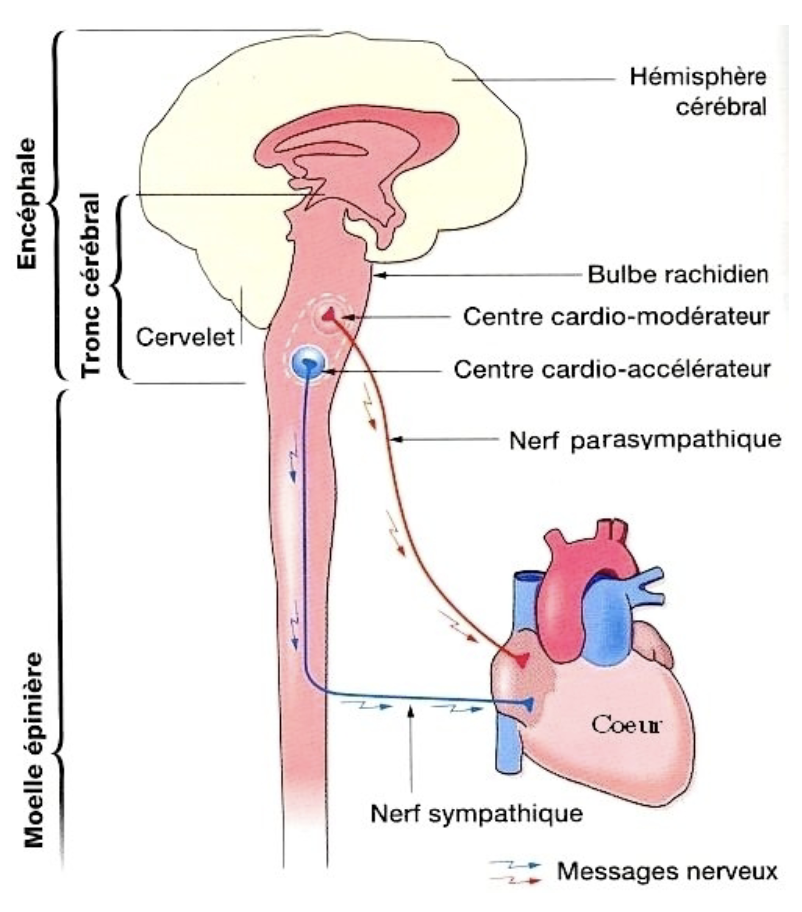 Hémisphère
cérébral
Encéphale
Tronc cérébral
Bulbe rachidien
Centre cardio-modérateur
Cervelet
Centre cardio-accélérateur
Nerf parasympathique
Moelle épinière
Coeur
Nerf sympathique
Messages nerveux